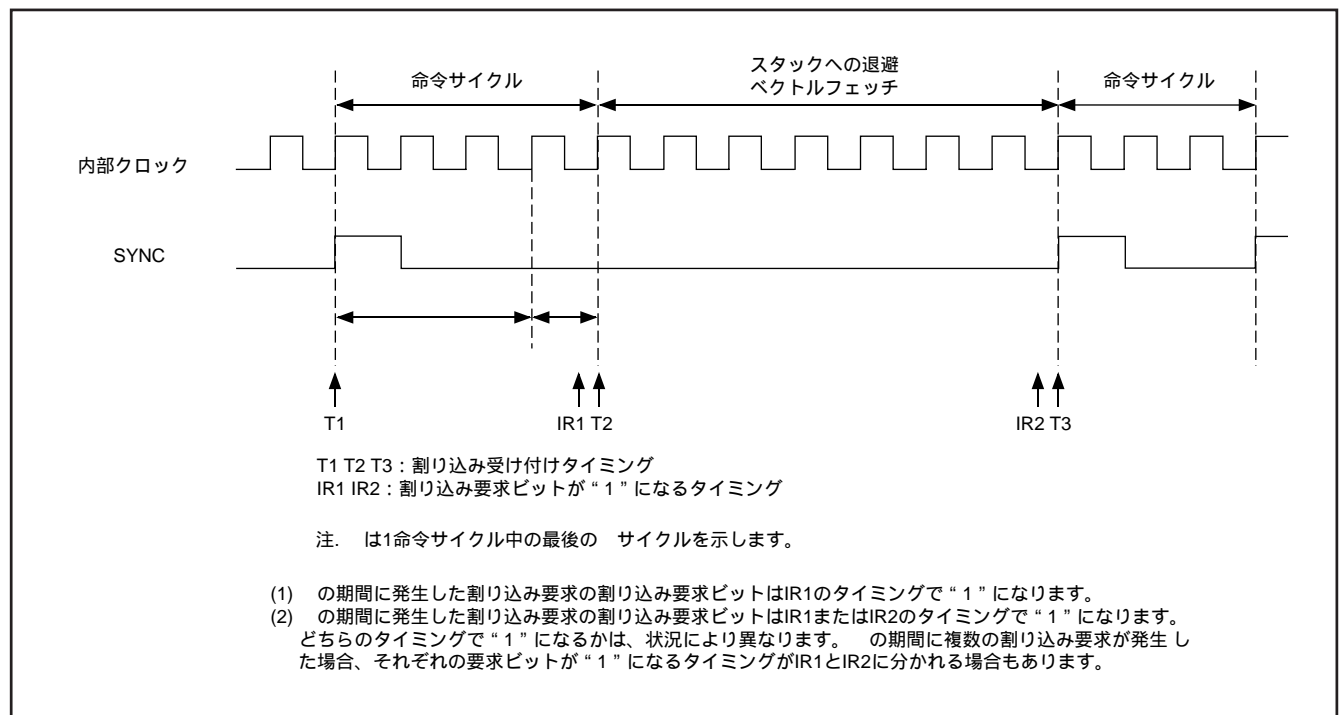 命令サイクル
スタックへの退避
ベクトルフェッチ
命令サイクル
内部クロック
SYNC
T1
IR1 T2
IR2 T3
T1 T2 T3：割り込み受け付けタイミング
IR1 IR2：割り込み要求ビットが“1”になるタイミング
注.　は1命令サイクル中の最後の　サイクルを示します。
(1)　の期間に発生した割り込み要求の割り込み要求ビットはIR1のタイミングで“1”になります。
(2)　の期間に発生した割り込み要求の割り込み要求ビットはIR1またはIR2のタイミングで“1”になります。
どちらのタイミングで“1”になるかは、状況により異なります。　の期間に複数の割り込み要求が発生し
た場合、それぞれの要求ビットが“1”になるタイミングがIR1とIR2に分かれる場合もあります。